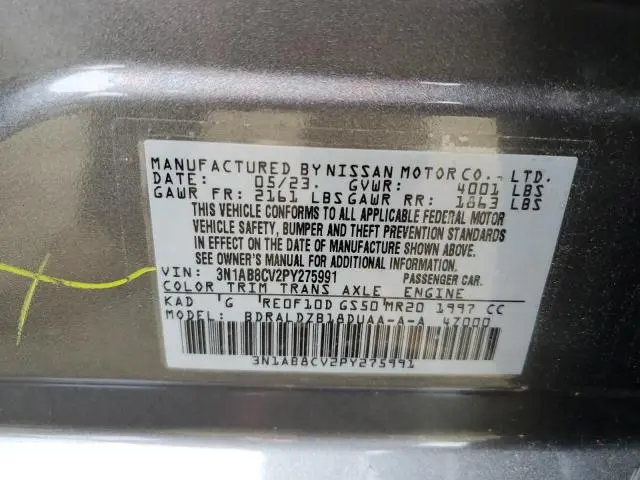 MANUFACTURED BY NISSAN MOTOR CO., LTD.
DATE: 05/23. GVWR: 4001 LBS
GAWR FR: 2161 LBS GAWR RR: 1863 LBS
THIS VEHICLE CONFORMS TO ALL APPLICABLE FEDERAL MOTOR
VEHICLE SAFETY, BUMPER AND THEFT PREVENTION STANDARDS
IN EFFECT ON THE DATE OF MANUFACTURE SHOWN ABOVE.
SEE OWNER'S MANUAL FOR ADDITIONAL INFORMATION
VIN: 3N1AB8CV2PY275991 PASSENGER CAR.
COLOR TRIM TRANS AXLE ENGINE
KAD G RE0F10D GS50 MR20 1997 CC
MODEL: BDRALDZB18DUAA-A-A 47000
3N1AB8CV2PY275991